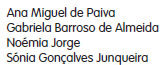 Ana Miguel de Paiva
Gabriela Barroso de Almeida
Noémia Jorge
Sónia Gonçalves Junqueira